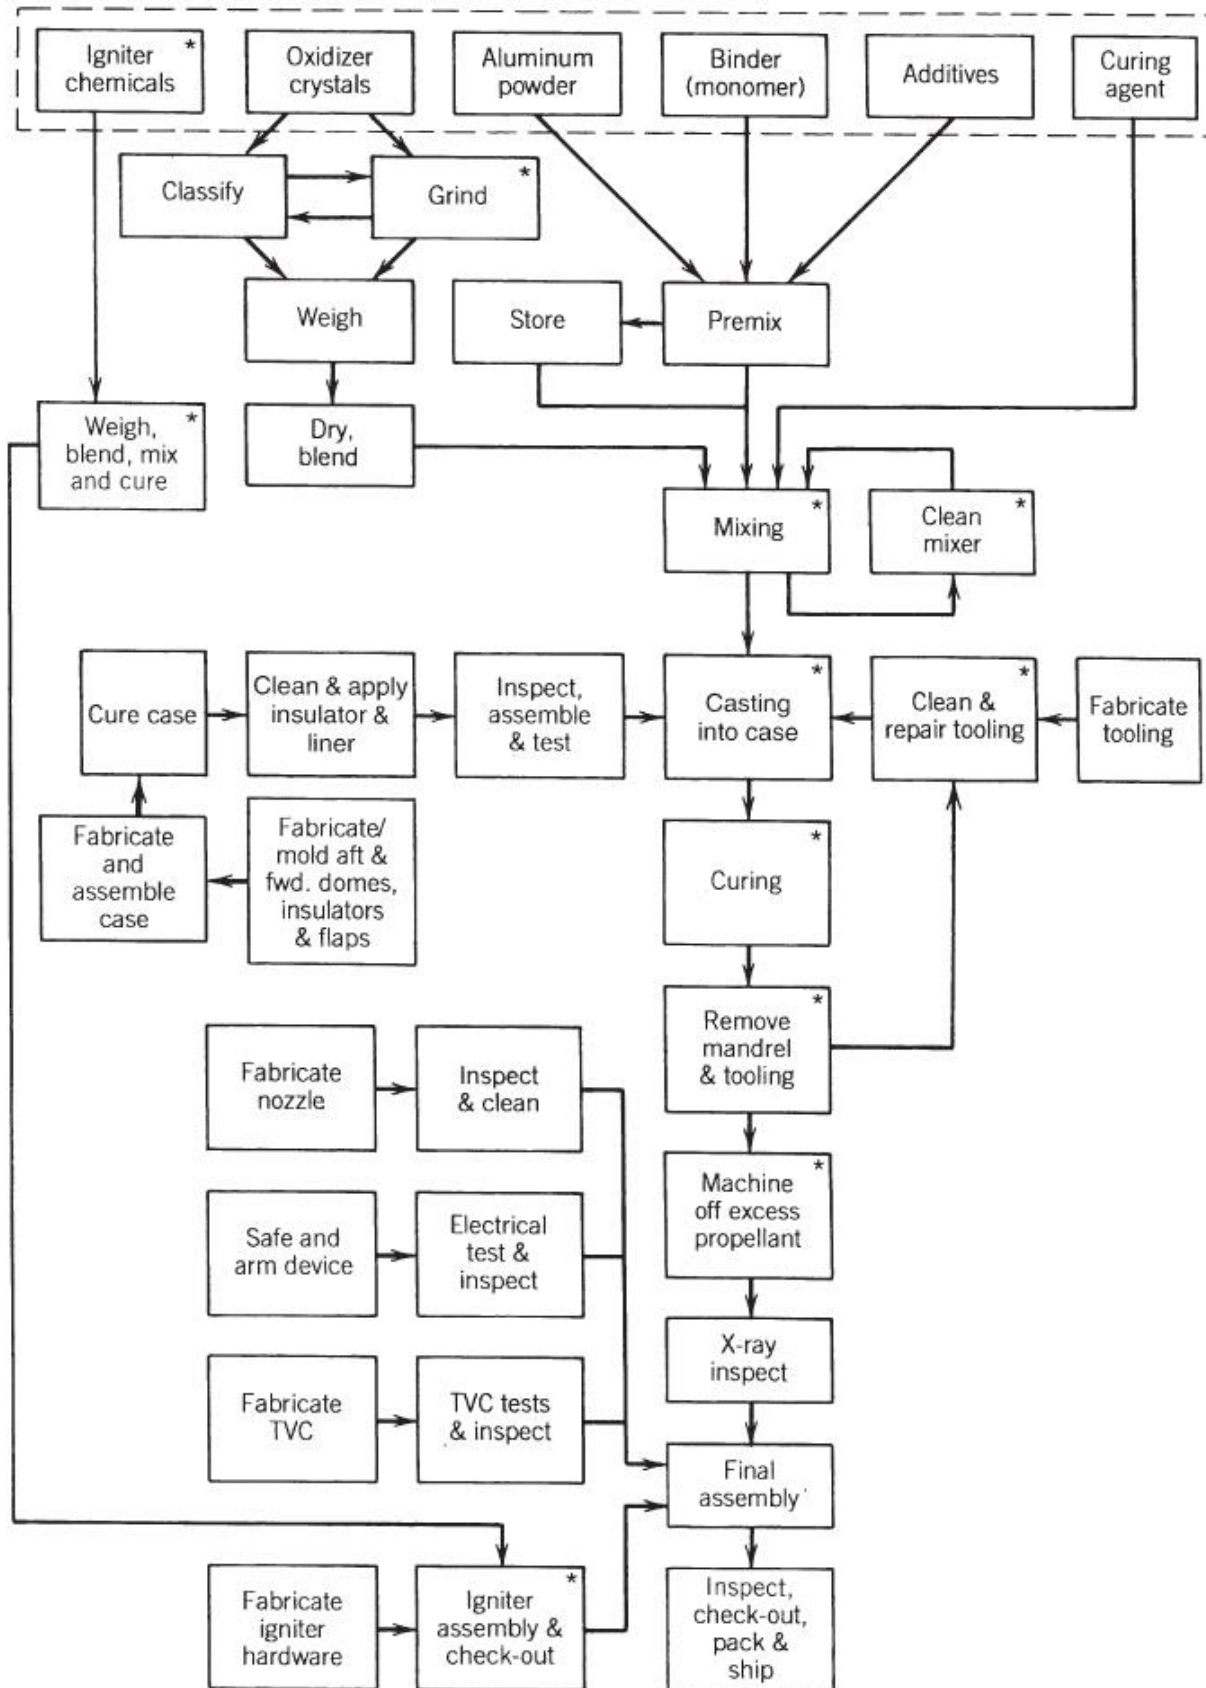 Igniter *
chemicals
Oxidizer
crystals
Aluminum
powder
Binder
(monomer)
Additives
Curing
agent
Classify
Grind *
Weigh
Store
Premix
Weigh, *
blend, mix
and cure
Dry,
blend
Mixing *
Clean *
mixer
Cure case
Clean & apply
insulator &
liner
Inspect,
assemble
& test
Casting *
into case
Clean & *
repair tooling
Fabricate
tooling
Fabricate
and
assemble
case
Fabricate/
mold aft &
fwd. domes,
insulators
& flaps
Curing *
Remove *
mandrel
& tooling
Fabricate
nozzle
Inspect
& clean
Machine *
off excess
propellant
Safe and
arm device
Electrical
test &
inspect
X-ray
inspect
Fabricate
TVC
TVC tests
& inspect
Final
assembly
Fabricate
igniter
hardware
Igniter *
assembly &
check-out
Inspect,
check-out,
pack &
ship